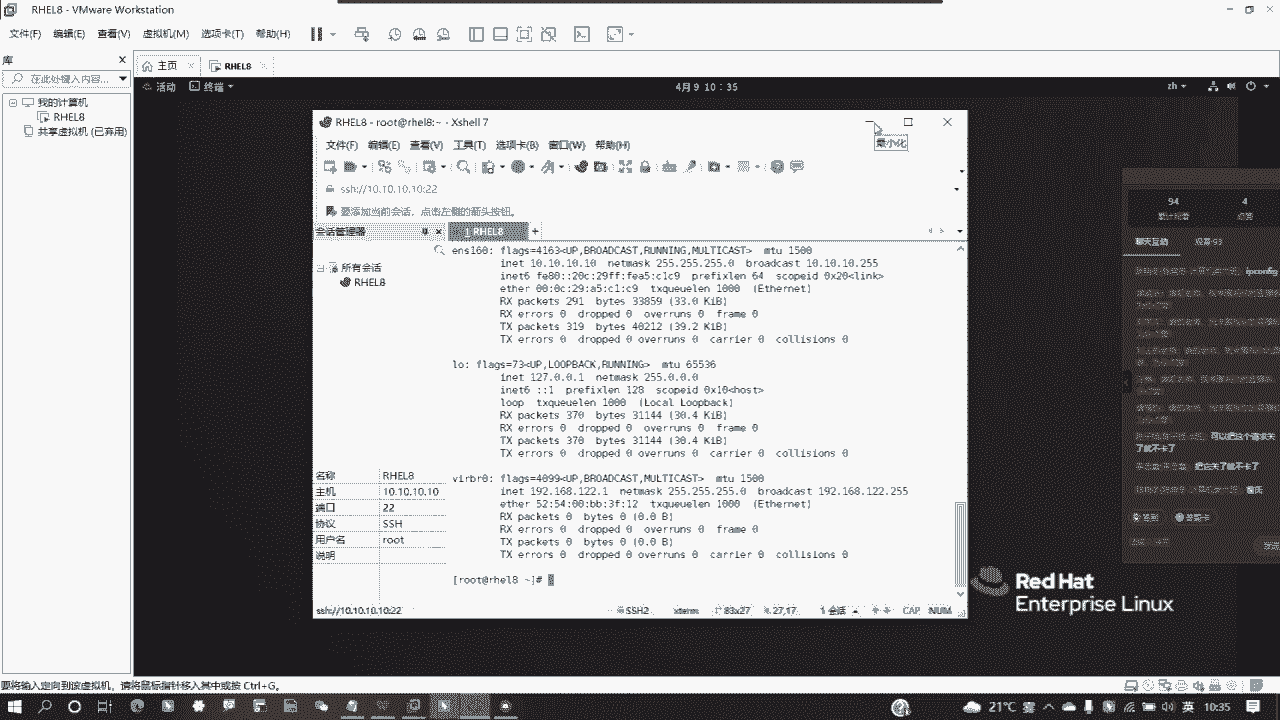 RHEL8 - VMware Workstation
文件(F) 编辑(E) 查看(V) 虚拟机(M) 选项卡(T) 帮助(H)
库
在此处键入内容...
我的计算机
RHEL8
共享虚拟机 (已弃用)
主页
RHEL8
活动 终端
4月9 10：35
zh
RHEL8 - root@rhel8:~ - Xshell 7
最小化
文件(F) 编辑(E) 查看(V) 工具(T) 选项卡(B) 窗口(W) 帮助(H)
ssh://10.10.10.10:22
要添加当前会话，点击左侧的箭头按钮。
会话管理器
1 RHEL8
所有会话
RHEL8
ens160: flags=4163<UP,BROADCAST,RUNNING,MULTICAST> mtu 1500
inet 10.10.10.10 netmask 255.255.255.0 broadcast 10.10.10.255
inet6 fe80::20c:29ff:fea5:c1c9 prefixlen 64 scopeid 0x20<link>
ether 00:0c:29:a5:c1:c9 txqueuelen 1000 (Ethernet)
RX packets 291 bytes 33859 (33.0 KiB)
RX errors 0 dropped 0 overruns 0 frame 0
TX packets 319 bytes 40212 (39.2 KiB)
TX errors 0 dropped 0 overruns 0 carrier 0 collisions 0
lo: flags=73<UP,LOOPBACK,RUNNING> mtu 65536
inet 127.0.0.1 netmask 255.0.0.0
inet6 ::1 prefixlen 128 scopeid 0x10<host>
loop txqueuelen 1000 (Local Loopback)
RX packets 370 bytes 31144 (30.4 KiB)
RX errors 0 dropped 0 overruns 0 frame 0
TX packets 370 bytes 31144 (30.4 KiB)
TX errors 0 dropped 0 overruns 0 carrier 0 collisions 0
virbr0: flags=4099<UP,BROADCAST,MULTICAST> mtu 1500
inet 192.168.122.1 netmask 255.255.255.0 broadcast 192.168.122.255
ether 52:54:00:bb:3f:12 txqueuelen 1000 (Ethernet)
RX packets 0 bytes 0 (0.0 B)
RX errors 0 dropped 0 overruns 0 frame 0
TX packets 0 bytes 0 (0.0 B)
TX errors 0 dropped 0 overruns 0 carrier 0 collisions 0
[root@rhel8 ~]#
名称 RHEL8
主机 10.10.10.10
端口 22
协议 SSH
用户名 root
说明
ssh://10.10.10.10:22
SSH2 xterm 83x27 27,17 1 会话 CAP NUM
94 4
聊天互动
可以把这个请求关
了就不卡了
把它关了就不卡了
Red Hat
Enterprise Linux
要将输入定向到该虚拟机，请将鼠标指针移入其中或按 Ctrl+G。
21°C 英 10:35